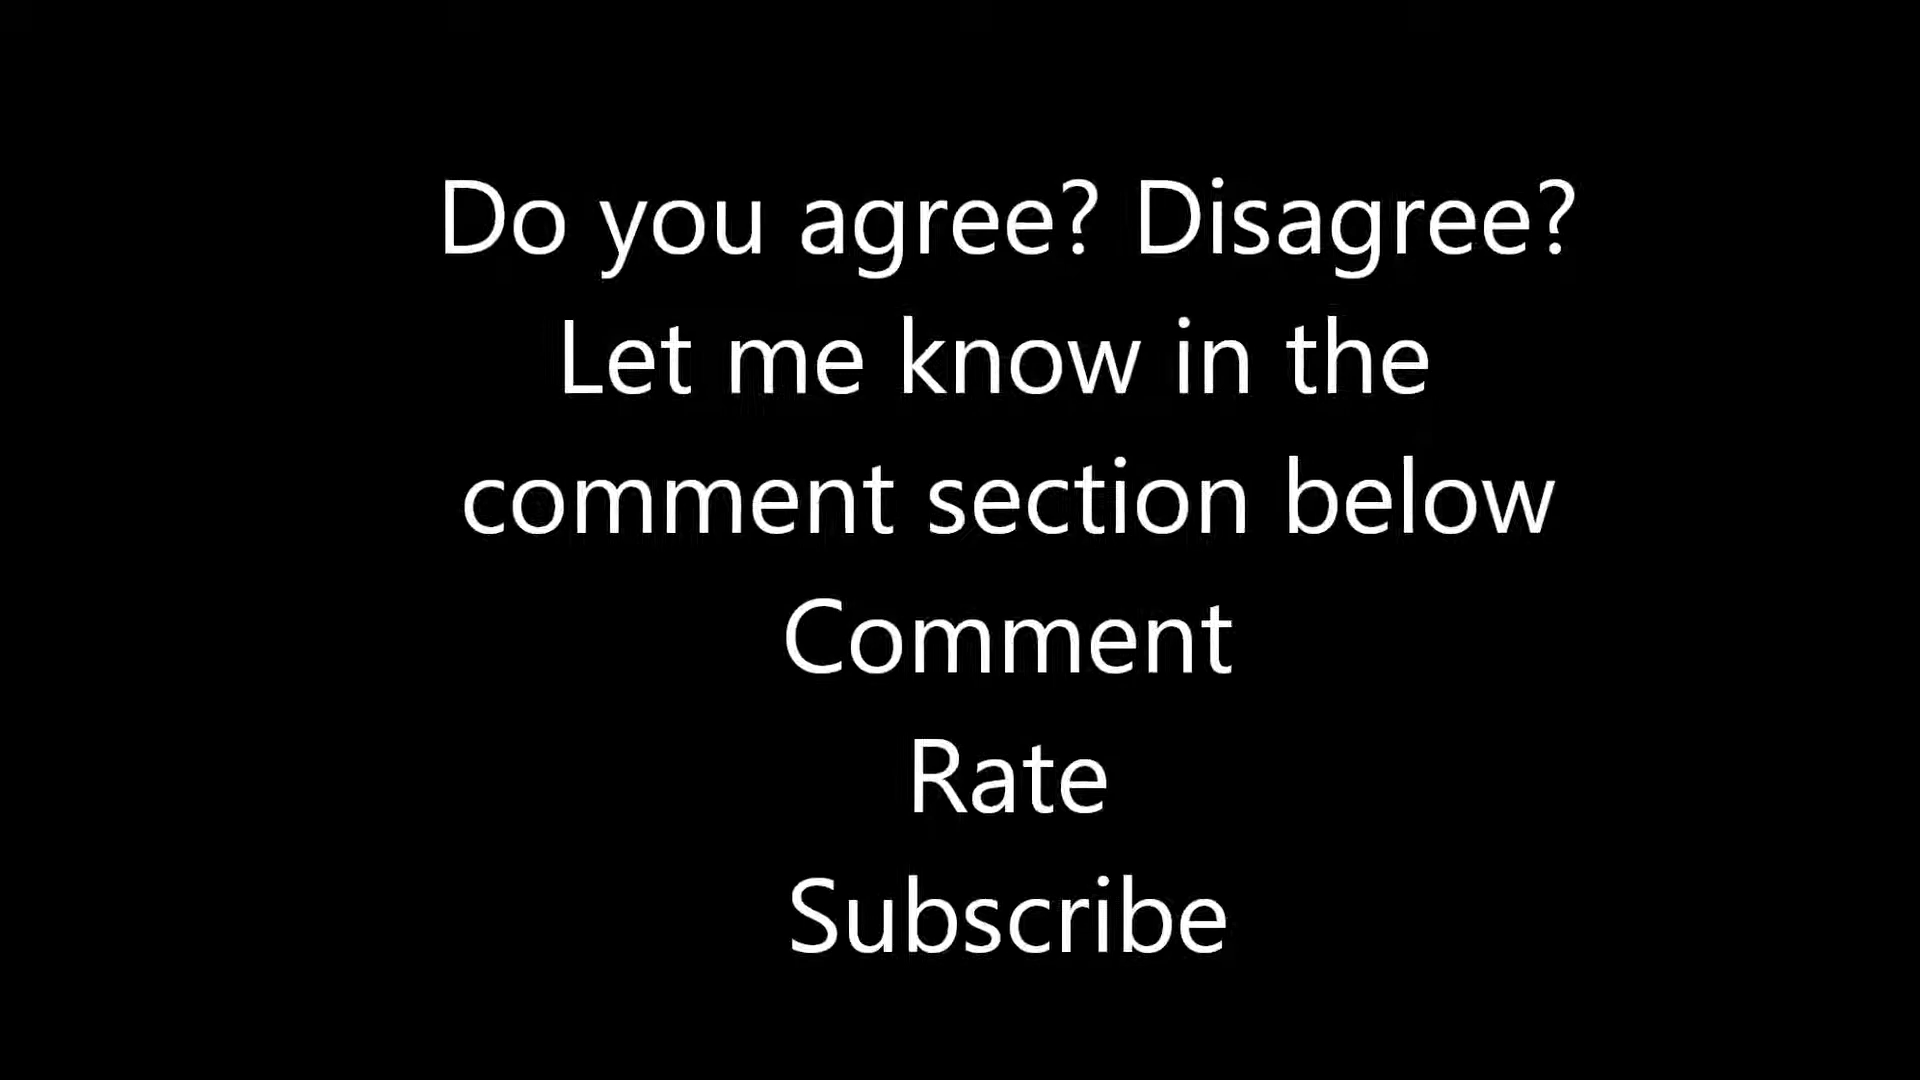 Do you agree? Disagree?
Let me know in the
comment section below
Comment
Rate
Subscribe